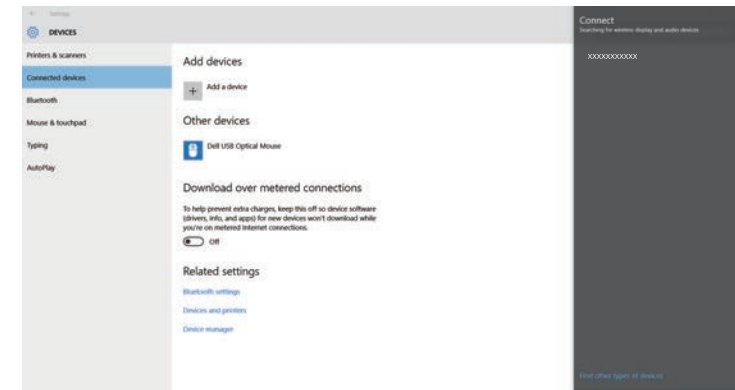 Settings
DEVICES
Printers & scanners
Connected devices
Bluetooth
Mouse & touchpad
Typing
AutoPlay
Add devices
Add a device
Other devices
Dell USB Optical Mouse
Download over metered connections
To help prevent extra charges, keep this off so device software
(drivers, info, and apps) for new devices won't download while
you're on metered Internet connections.
Off
Related settings
Bluetooth settings
Devices and printers
Device manager
Connect
Searching for wireless display and audio devices
xxxxxxxxxxx
Find other types of devices